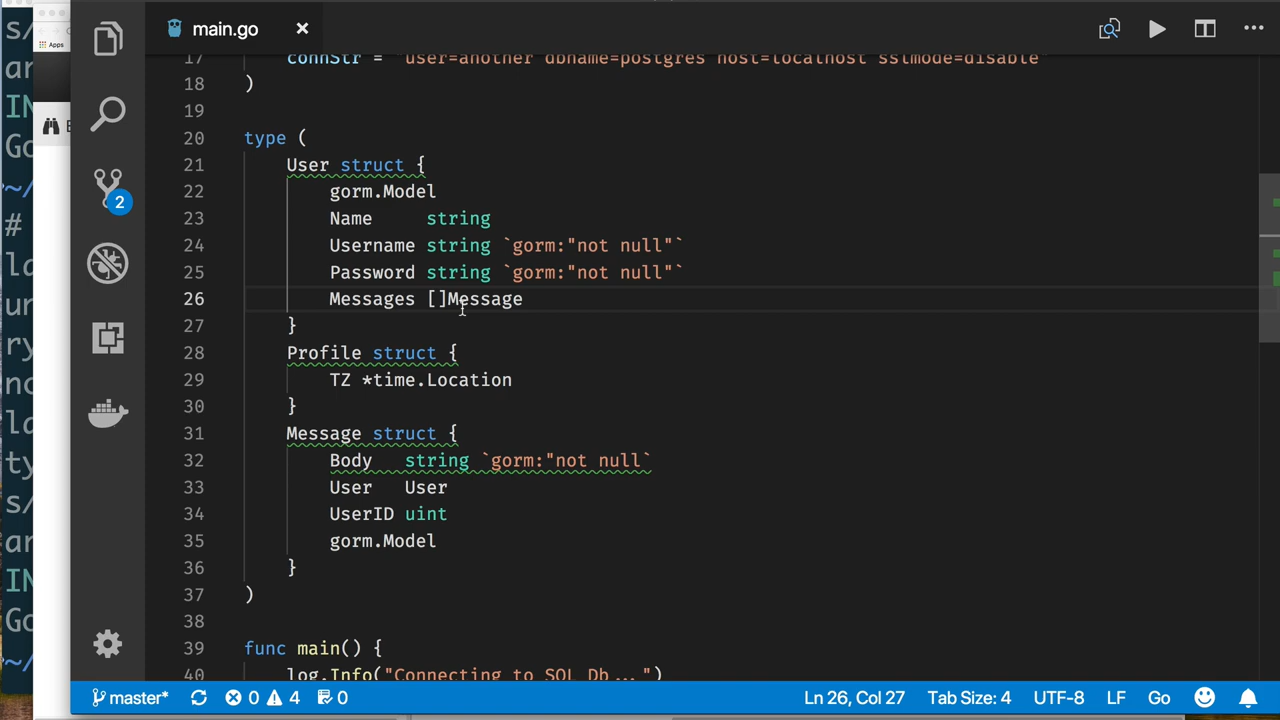 main.go
17 connStr = "user=another dbname=postgres host=localhost sslmode=disable"
18 )
19
20 type (
21 User struct {
22 gorm.Model
23 Name string
24 Username string `gorm:"not null"`
25 Password string `gorm:"not null"`
26 Messages []Message
27 }
28 Profile struct {
29 TZ *time.Location
30 }
31 Message struct {
32 Body string `gorm:"not null`
33 User User
34 UserID uint
35 gorm.Model
36 }
37 )
38
39 func main() {
40 log.Info("Connecting to SQL Db...")
2
Apps
master* 0 4 0 Ln 26, Col 27 Tab Size: 4 UTF-8 LF Go